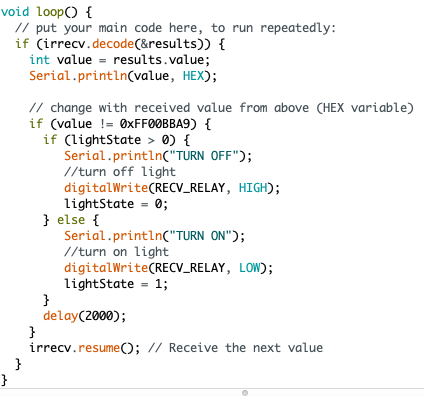 void loop() {
  // put your main code here, to run repeatedly:
  if (irrecv.decode(&results)) {
    int value = results.value;
    Serial.println(value, HEX);

    // change with received value from above (HEX variable)
    if (value != 0xFF00BBA9) {
      if (lightState > 0) {
        Serial.println("TURN OFF");
        //turn off light
        digitalWrite(RECV_RELAY, HIGH);
        lightState = 0;
      } else {
        Serial.println("TURN ON");
        //turn on light
        digitalWrite(RECV_RELAY, LOW);
        lightState = 1;
      }
      delay(2000);
    }
    irrecv.resume(); // Receive the next value
  }
}